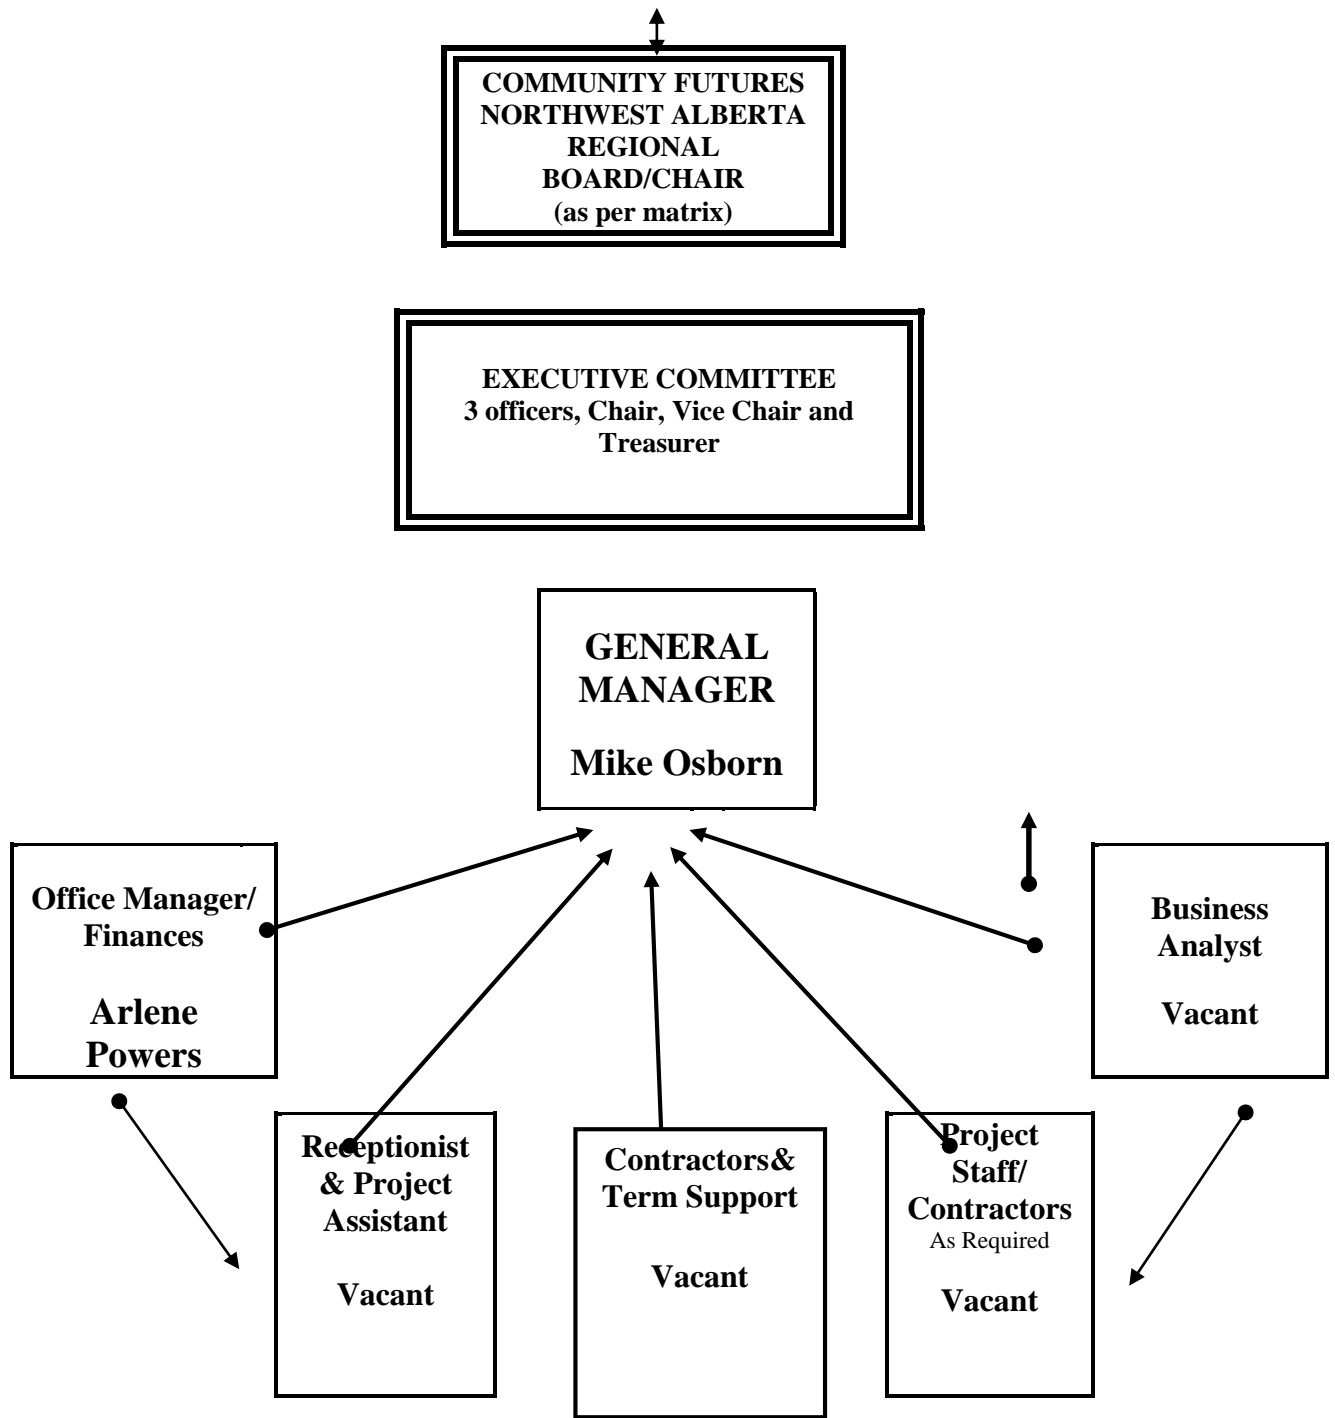 COMMUNITY FUTURES
NORTHWEST ALBERTA
REGIONAL
BOARD/CHAIR
(as per matrix)
EXECUTIVE COMMITTEE
3 officers, Chair, Vice Chair and
Treasurer
GENERAL
MANAGER
Mike Osborn
Office Manager/
Finances
Arlene
Powers
Business
Analyst
Vacant
Receptionist
& Project
Assistant
Vacant
Contractors&
Term Support
Vacant
Project
Staff/
Contractors
As Required
Vacant